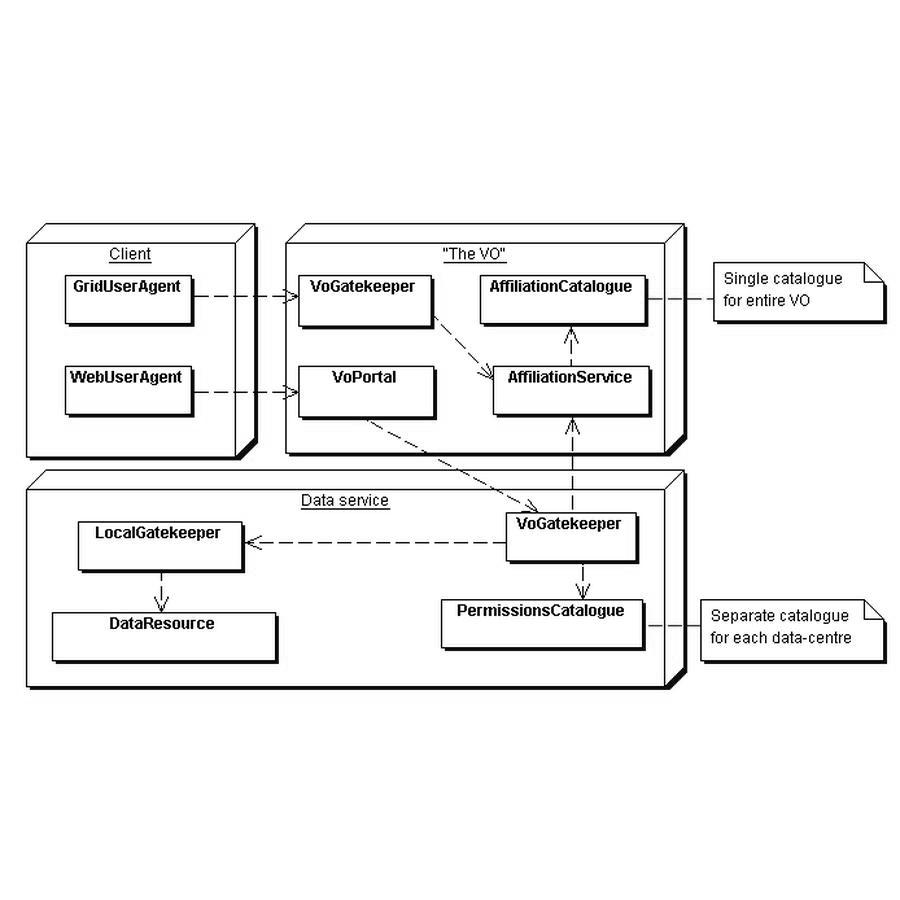 Client
GridUserAgent
WebUserAgent
"The VO"
VoGatekeeper
AffiliationCatalogue
VoPortal
AffiliationService
Single catalogue
for entire VO
Data service
LocalGatekeeper
VoGatekeeper
DataResource
PermissionsCatalogue
Separate catalogue
for each data-centre